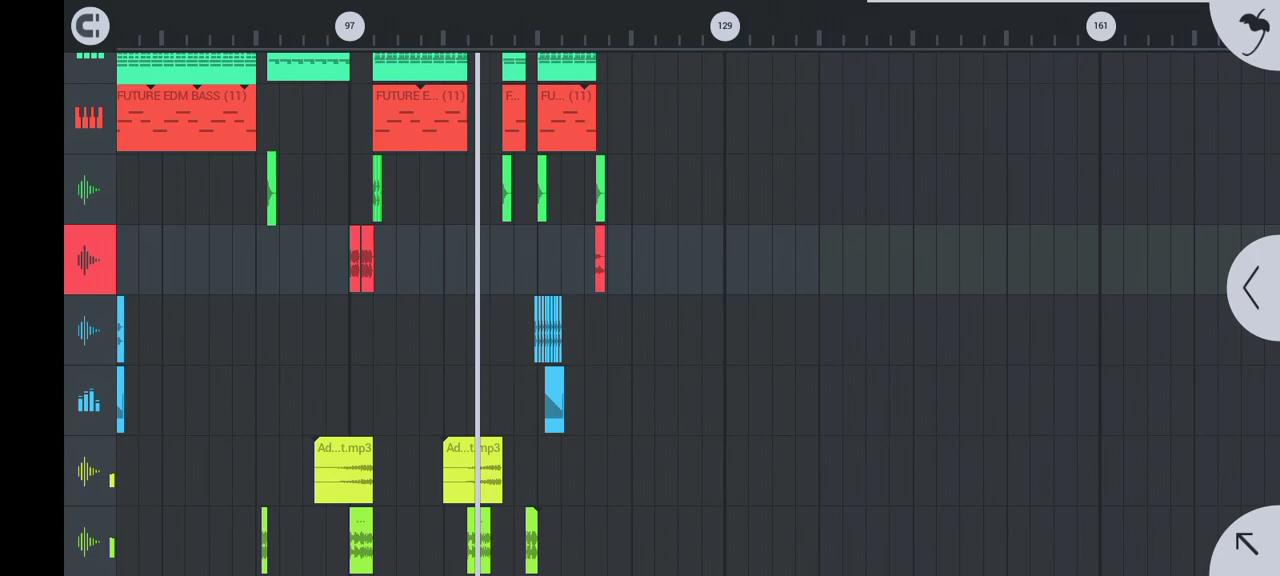 97
129
161
FUTURE EDM BASS (11)
FUTURE E... (11)
F...
FU... (11)
Ad...t.mp3
Ad...t.mp3
...